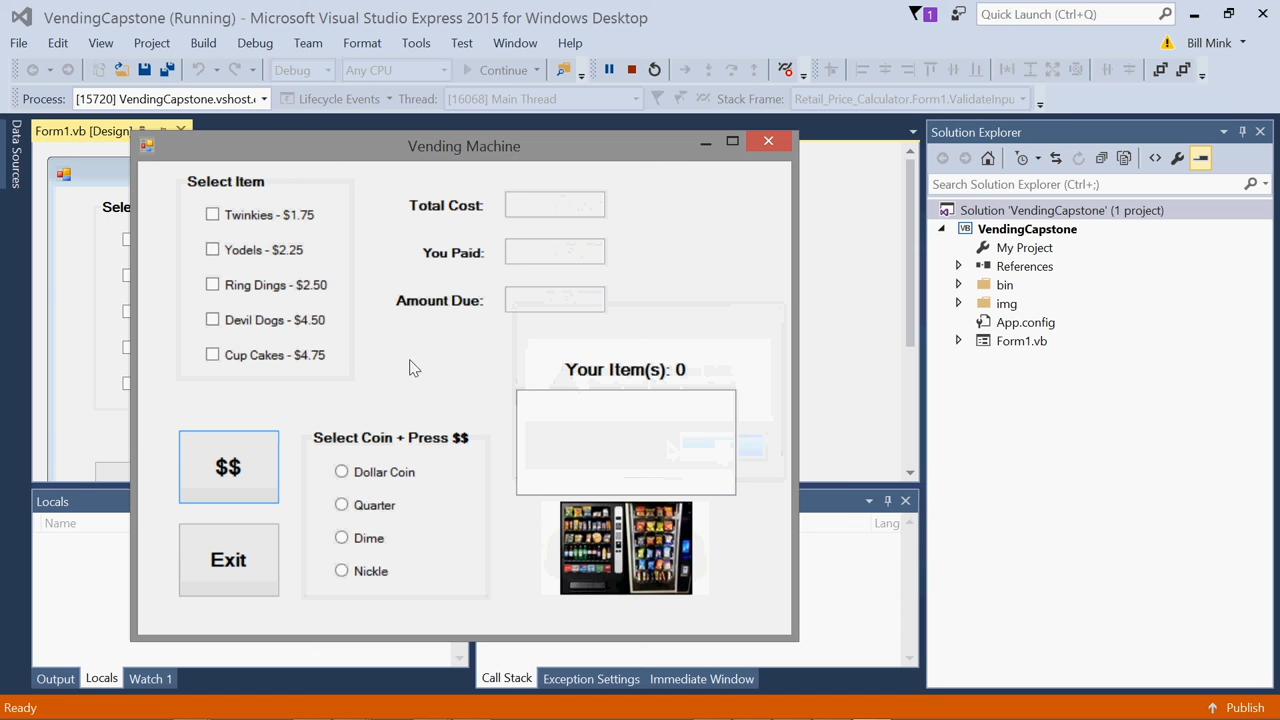 VendingCapstone (Running) - Microsoft Visual Studio Express 2015 for Windows Desktop
1
Quick Launch (Ctrl+Q)
File Edit View Project Build Debug Team Format Tools Test Window Help
Bill Mink
Debug Any CPU Continue
Process: [15720] VendingCapstone.vshost. Lifecycle Events Thread: [16068] Main Thread Stack Frame: Retail_Price_Calculator.Form1.ValidateInpu
Data Sources
Form1.vb [Design]
Vending Machine
Select Item
Twinkies - $1.75
Yodels - $2.25
Ring Dings - $2.50
Devil Dogs - $4.50
Cup Cakes - $4.75
Total Cost:
You Paid:
Amount Due:
Your Item(s): 0
$$
Exit
Select Coin + Press $$
Dollar Coin
Quarter
Dime
Nickle
Solution Explorer
Search Solution Explorer (Ctrl+;)
Solution 'VendingCapstone' (1 project)
VB VendingCapstone
My Project
References
bin
img
App.config
Form1.vb
Locals
Name
Lang
Output Locals Watch 1
Call Stack Exception Settings Immediate Window
Ready
Publish